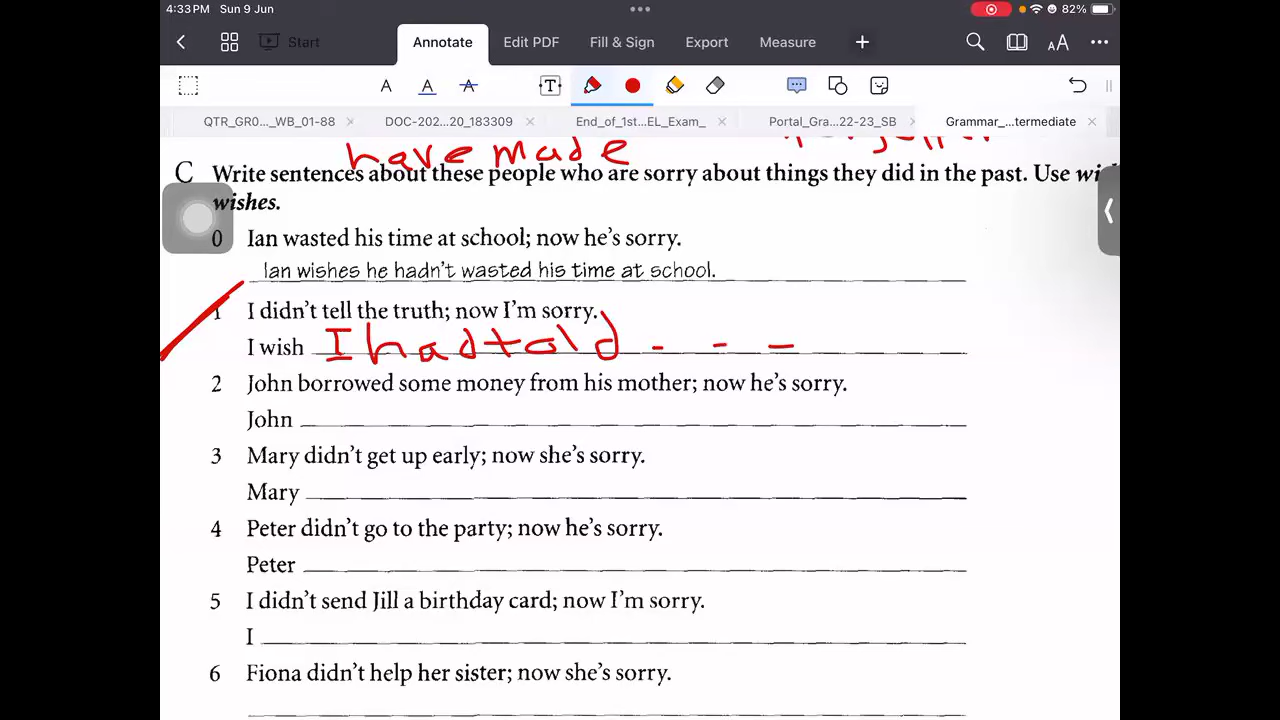 4:33 PM Sun 9 Jun 82%
Start Annotate Edit PDF Fill & Sign Export Measure
QTR_GR0..._WB_01-88 DOC-202...20_183309 End_of_1st...EL_Exam_ Portal_Gra...22-23_SB Grammar_...termediate
have made
C Write sentences about these people who are sorry about things they did in the past. Use
wishes.
0 Ian wasted his time at school; now he's sorry.
Ian wishes he hadn't wasted his time at school.
1 I didn't tell the truth; now I'm sorry.
I wish I had told - - -
2 John borrowed some money from his mother; now he's sorry.
John
3 Mary didn't get up early; now she's sorry.
Mary
4 Peter didn't go to the party; now he's sorry.
Peter
5 I didn't send Jill a birthday card; now I'm sorry.
I
6 Fiona didn't help her sister; now she's sorry.